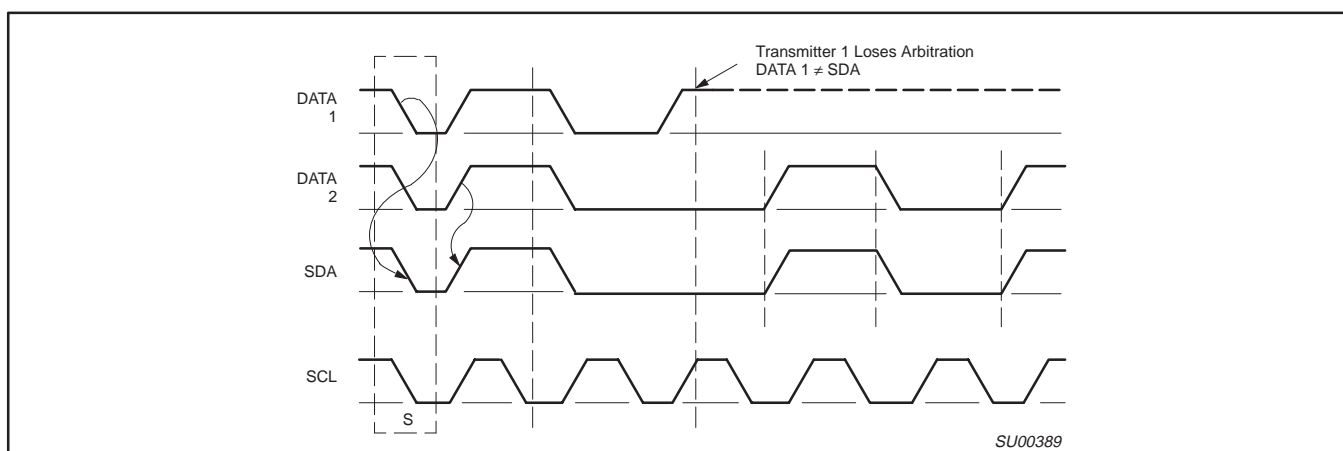 Transmitter 1 Loses Arbitration
DATA 1 ≠ SDA
DATA
1
DATA
2
SDA
SCL
S
SU00389